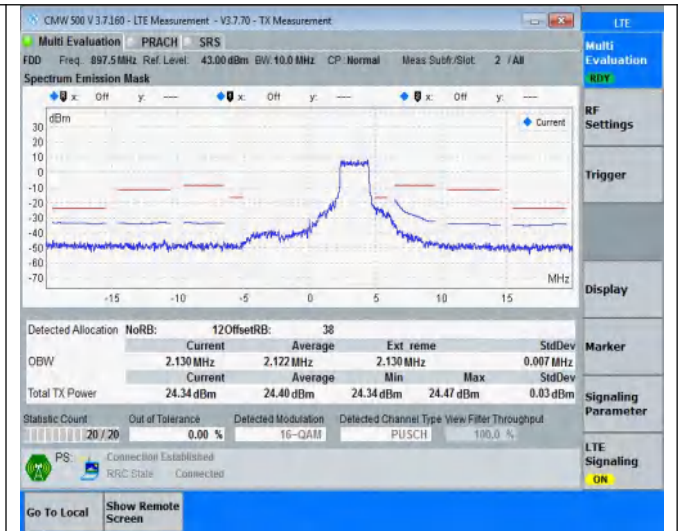 CMW 500 V 3.7.160 - LTE Measurement - V3.7.70 - TX Measurement
LTE
Multi Evaluation PRACH SRS
Multi Evaluation
RDY
FDD Freq. 897.5 MHz Ref. Level: 43.00 dBm BW: 10.0 MHz CP: Normal Meas Subfr./Slot: 2 / All
Spectrum Emission Mask
x: Off y: --- x: Off y: --- x: Off y: ---
dBm
Current
30
20
10
0
-10
-20
-30
-40
-50
-60
-70
MHz
-15 -10 -5 0 5 10 15
RF Settings
Trigger
Display
Marker
Signaling Parameter
LTE Signaling
ON
Detected Allocation NoRB: 12 OffsetRB: 38
Current Average Ext reme StdDev
OBW 2.130 MHz 2.122 MHz 2.130 MHz 0.007 MHz
Current Average Min Max StdDev
Total TX Power 24.34 dBm 24.40 dBm 24.34 dBm 24.47 dBm 0.03 dBm
Statistic Count Out of Tolerance Detected Modulation Detected Channel Type View Filter Throughput
20 / 20 0.00 % 16-QAM PUSCH 100.0 %
PS: Connection Established
RRC State Connected
Go To Local Show Remote Screen